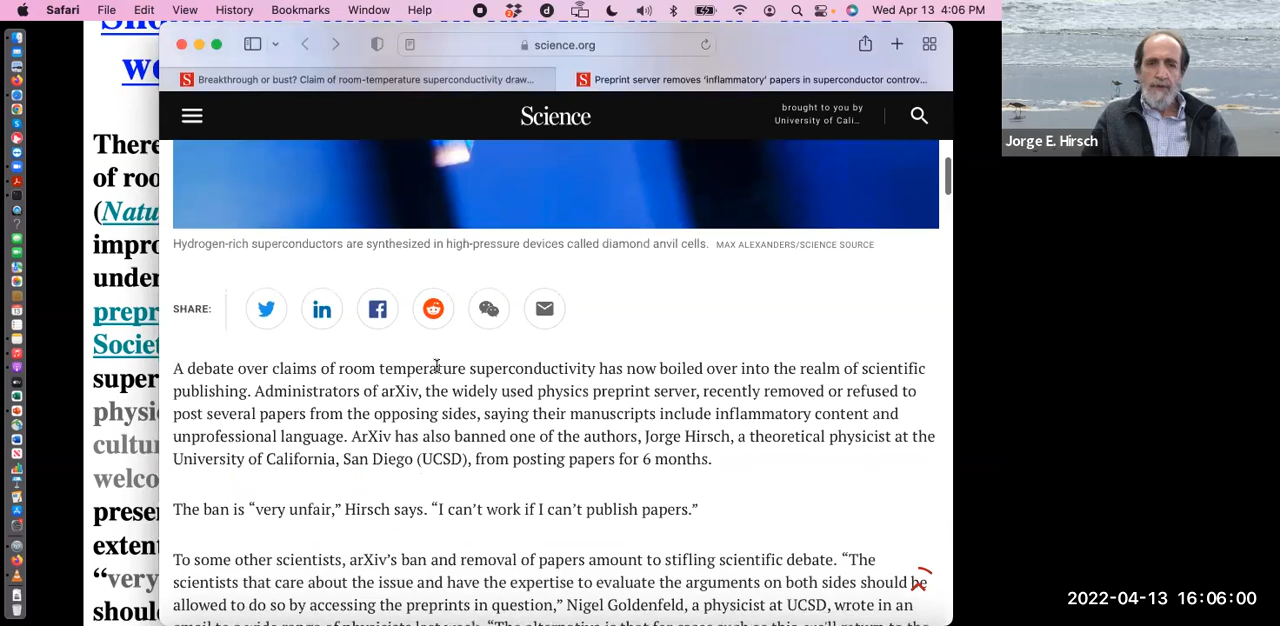 Safari File Edit View History Bookmarks Window Help Wed Apr 13 4:06 PM
science.org
Breakthrough or bust? Claim of room-temperature superconductivity draw...
Preprint server removes ‘inflammatory’ papers in superconductor controv...
Science
brought to you by
University of Cali...
Jorge E. Hirsch
Hydrogen-rich superconductors are synthesized in high-pressure devices called diamond anvil cells. MAX ALEXANDERS/SCIENCE SOURCE
SHARE:
A debate over claims of room temperature superconductivity has now boiled over into the realm of scientific
publishing. Administrators of arXiv, the widely used physics preprint server, recently removed or refused to
post several papers from the opposing sides, saying their manuscripts include inflammatory content and
unprofessional language. ArXiv has also banned one of the authors, Jorge Hirsch, a theoretical physicist at the
University of California, San Diego (UCSD), from posting papers for 6 months.
The ban is “very unfair,” Hirsch says. “I can’t work if I can’t publish papers.”
To some other scientists, arXiv’s ban and removal of papers amount to stifling scientific debate. “The
scientists that care about the issue and have the expertise to evaluate the arguments on both sides should be
allowed to do so by accessing the preprints in question,” Nigel Goldenfeld, a physicist at UCSD, wrote in an
we
There
of roo
(Natu
impro
under
prepr
Societ
super
physi
cultur
welco
prese
exten
“very
shoul
2022-04-13 16:06:00